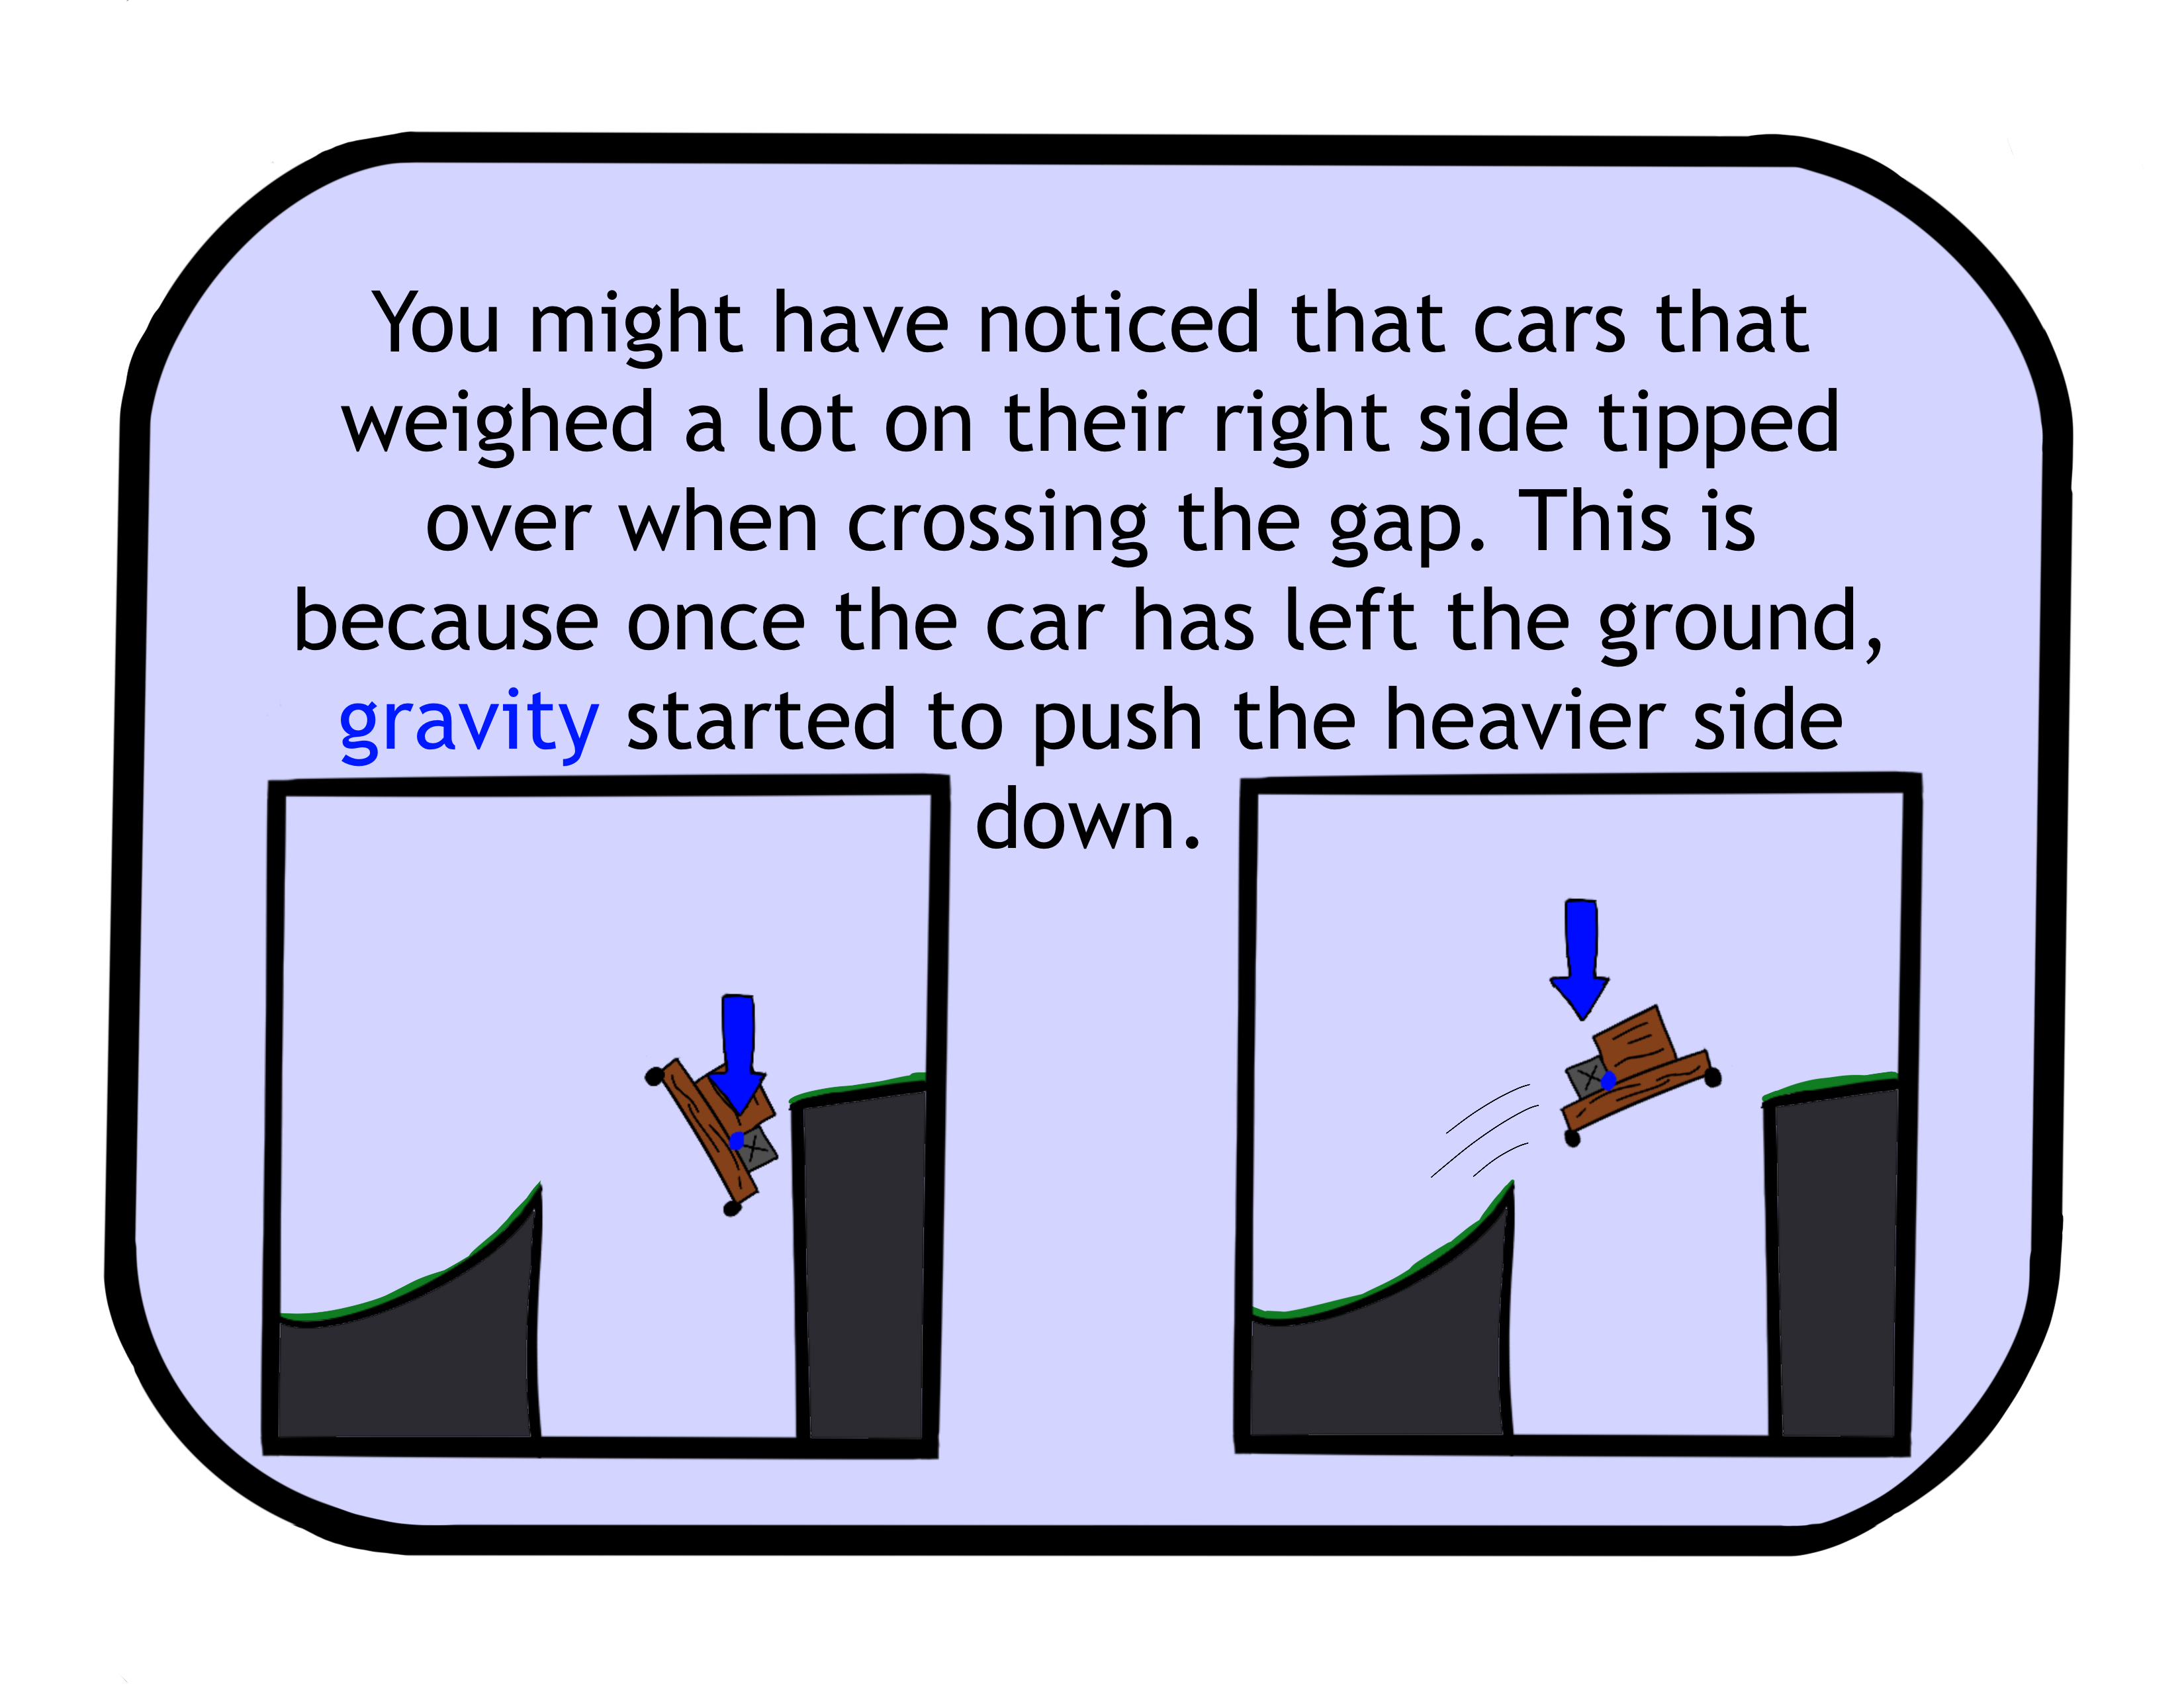 You might have noticed that cars that
weighed a lot on their right side tipped
over when crossing the gap. This is
because once the car has left the ground,
gravity started to push the heavier side
down.